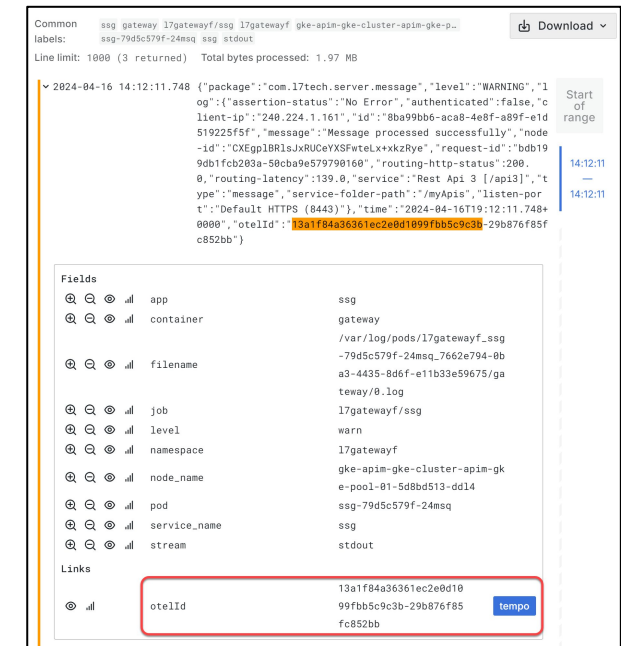 Common labels: ssg gateway l7gatewayf/ssg l7gatewayf gke-apim-gke-cluster-apim-gke-p…
ssg-79d5c579f-24msq ssg stdout
Download
Line limit: 1000 (3 returned) Total bytes processed: 1.97 MB
2024-04-16 14:12:11.748 {"package":"com.l7tech.server.message","level":"WARNING","l
og":{"assertion-status":"No Error","authenticated":false,"c
lient-ip":"240.224.1.161","id":"8ba99bb6-aca8-4e8f-a89f-e1d
519225f5f","message":"Message processed successfully","node
-id":"CXEgplBRlsJxRUCeYXSFwteLx+xkzRye","request-id":"bdb19
9db1fcb203a-50cba9e579790160","routing-http-status":200.
0,"routing-latency":139.0,"service":"Rest Api 3 [/api3]","t
ype":"message","service-folder-path":"/myApis","listen-por
t":"Default HTTPS (8443)"},"time":"2024-04-16T19:12:11.748+
0000","otelId":"13a1f84a36361ec2e0d1099fbb5c9c3b-29b876f85f
c852bb"}
Start
of
range
14:12:11
—
14:12:11
Fields
app ssg
container gateway
filename /var/log/pods/l7gatewayf_ssg
-79d5c579f-24msq_7662e794-0b
a3-4435-8d6f-e11b33e59675/ga
teway/0.log
job l7gatewayf/ssg
level warn
namespace l7gatewayf
node_name gke-apim-gke-cluster-apim-gk
e-pool-01-5d8bd513-ddl4
pod ssg-79d5c579f-24msq
service_name ssg
stream stdout
Links
otelId 13a1f84a36361ec2e0d10
99fbb5c9c3b-29b876f85
fc852bb
tempo